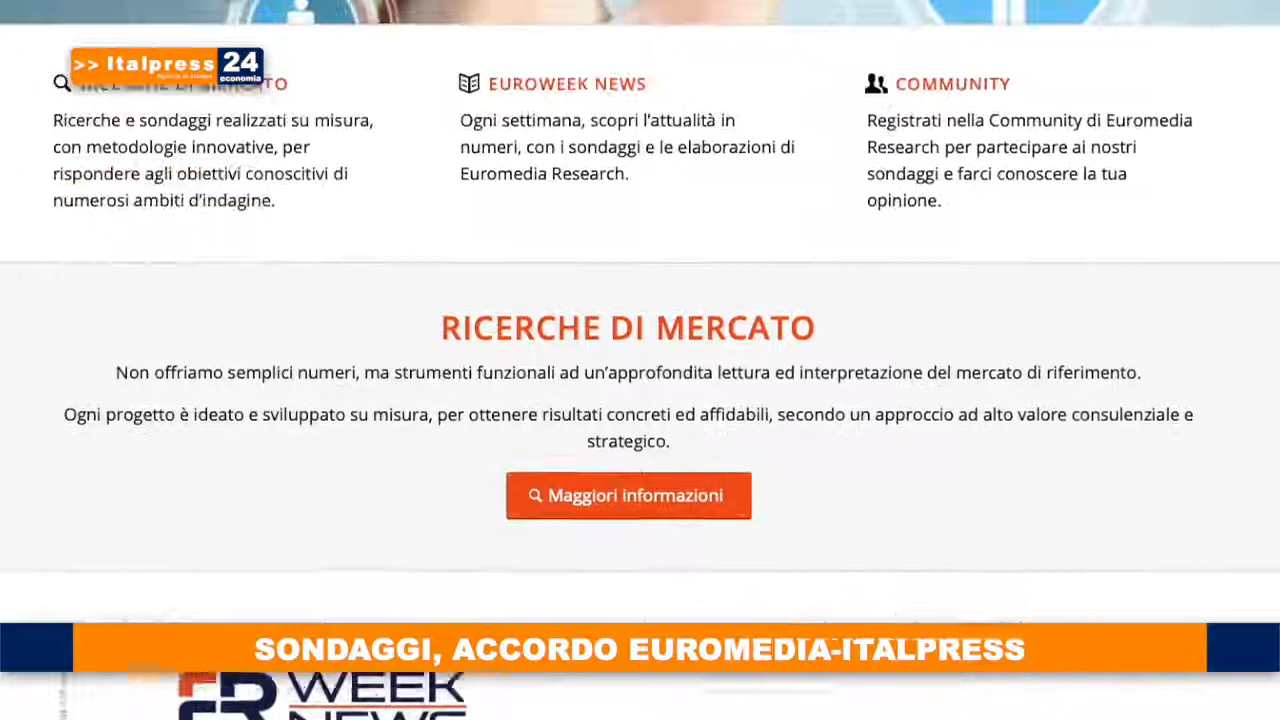 >> Italpress 24
economia
EUROWEEK NEWS
COMMUNITY
Ricerche e sondaggi realizzati su misura,
con metodologie innovative, per
rispondere agli obiettivi conoscitivi di
numerosi ambiti d'indagine.
Ogni settimana, scopri l'attualità in
numeri, con i sondaggi e le elaborazioni di
Euromedia Research.
Registrati nella Community di Euromedia
Research per partecipare ai nostri
sondaggi e farci conoscere la tua
opinione.
RICERCHE DI MERCATO
Non offriamo semplici numeri, ma strumenti funzionali ad un'approfondita lettura ed interpretazione del mercato di riferimento.
Ogni progetto è ideato e sviluppato su misura, per ottenere risultati concreti ed affidabili, secondo un approccio ad alto valore consulenziale e
strategico.
Maggiori informazioni
SONDAGGI, ACCORDO EUROMEDIA-ITALPRESS
ER WEEK
NEWS